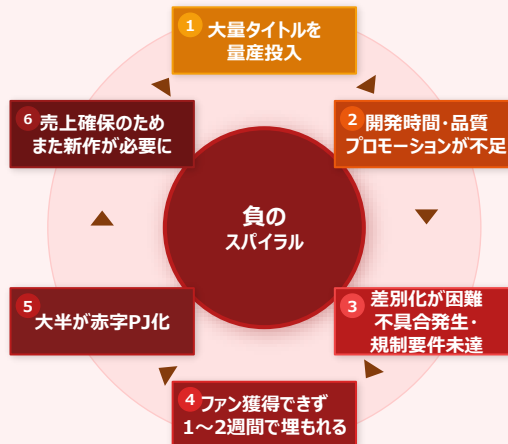 1 大量タイトルを
量産投入
2 開発時間・品質
プロモーションが不足
3 差別化が困難
不具合発生・
規制要件未達
4 ファン獲得できず
1～2週間で埋もれる
5 大半が赤字PJ化
6 売上確保のため
また新作が必要に
負の
スパイラル